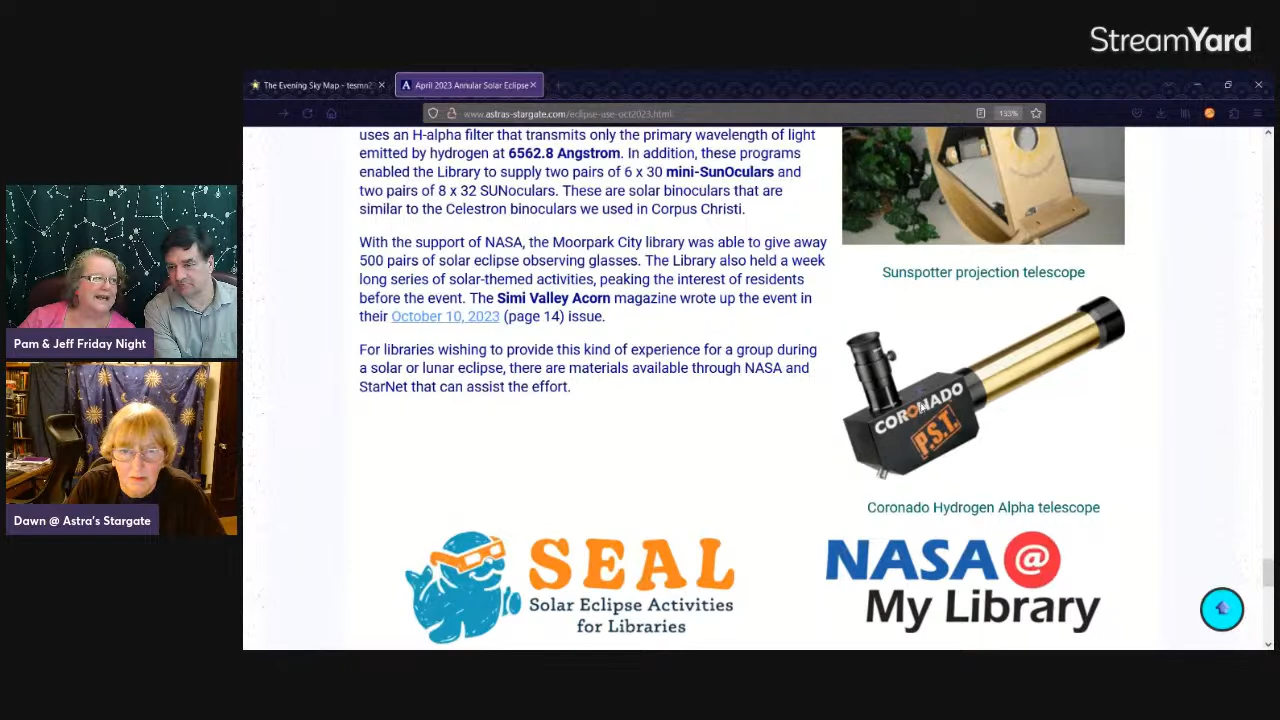 StreamYard
The Evening Sky Map - tesmn2
April 2023 Annular Solar Eclipse
www.astras-stargate.com/eclipse-ase-oct2023.html
133%
uses an H-alpha filter that transmits only the primary wavelength of light
emitted by hydrogen at 6562.8 Angstrom. In addition, these programs
enabled the Library to supply two pairs of 6 x 30 mini-SunOculars and
two pairs of 8 x 32 SUNoculars. These are solar binoculars that are
similar to the Celestron binoculars we used in Corpus Christi.
With the support of NASA, the Moorpark City library was able to give away
500 pairs of solar eclipse observing glasses. The Library also held a week
long series of solar-themed activities, peaking the interest of residents
before the event. The Simi Valley Acorn magazine wrote up the event in
their October 10, 2023 (page 14) issue.
For libraries wishing to provide this kind of experience for a group during
a solar or lunar eclipse, there are materials available through NASA and
StarNet that can assist the effort.
Sunspotter projection telescope
CORONADO
P.S.T.
Coronado Hydrogen Alpha telescope
SEAL
Solar Eclipse Activities
for Libraries
NASA @
My Library
Pam & Jeff Friday Night
Dawn @ Astra's Stargate